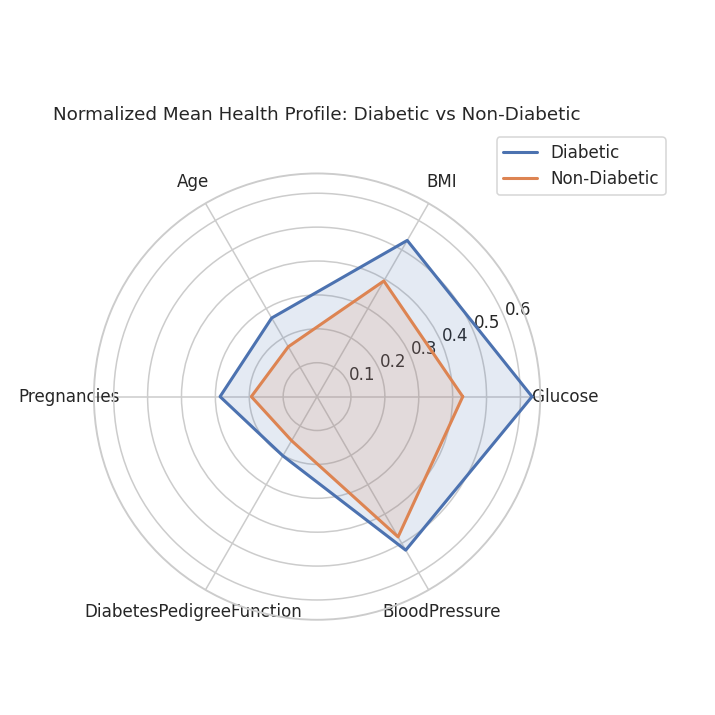 Normalized Mean Health Profile: Diabetic vs Non-Diabetic
Diabetic
Non-Diabetic
Age
BMI
0.6
0.5
0.4
0.3
0.2
0.1
Pregnancies
Glucose
DiabetesPedigreeFunction
BloodPressure